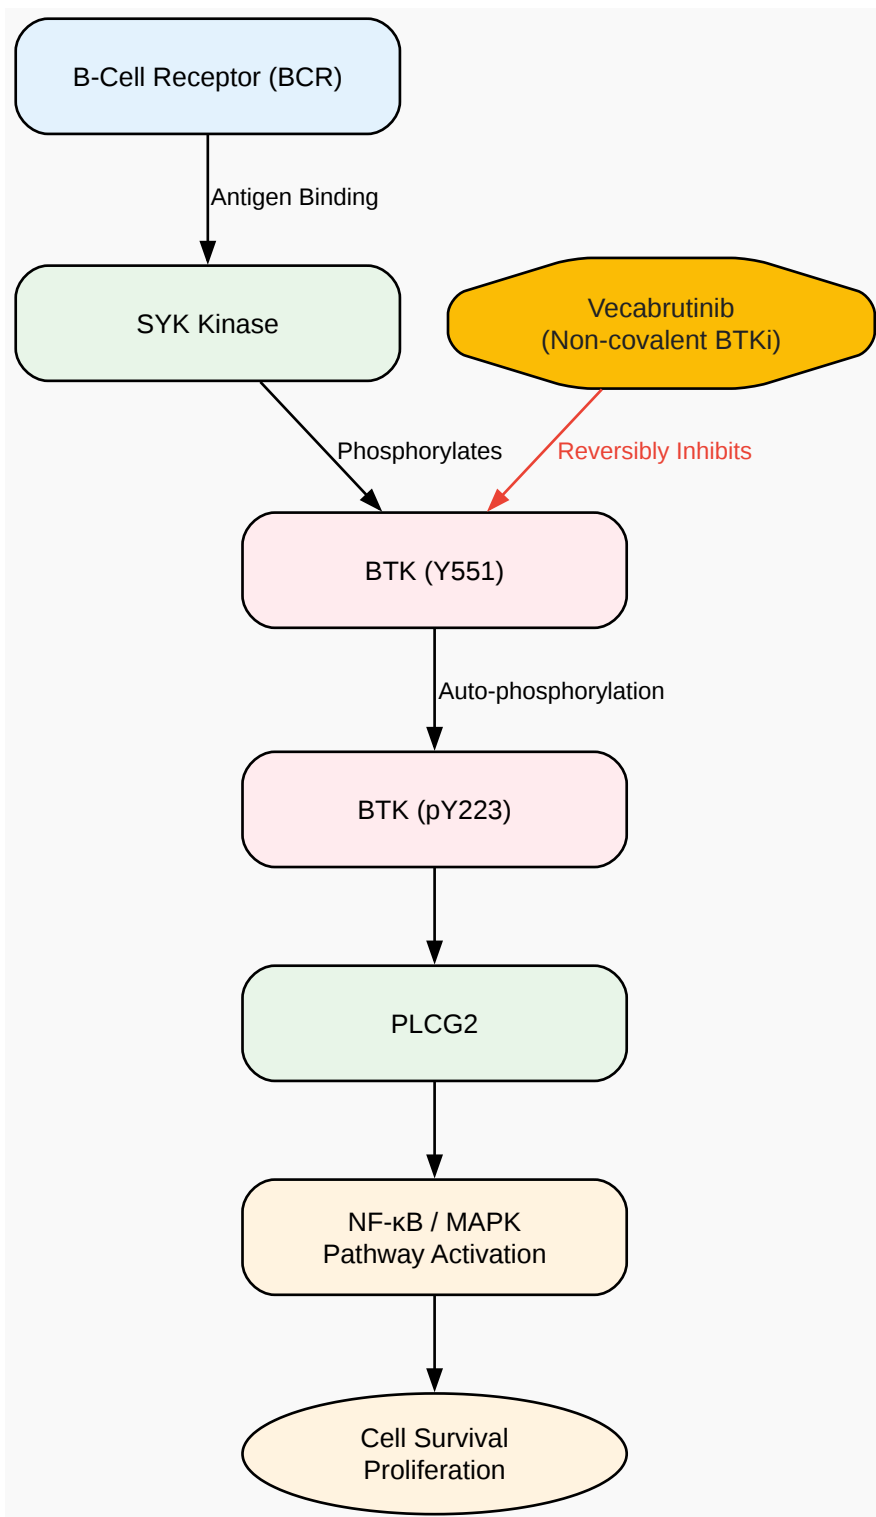 B-Cell Receptor (BCR)
Antigen Binding
SYK Kinase
Vecabrutinib
(Non-covalent BTKi)
Phosphorylates
Reversibly Inhibits
BTK (Y551)
Auto-phosphorylation
BTK (pY223)
PLCG2
NF-κB / MAPK
Pathway Activation
Cell Survival
Proliferation